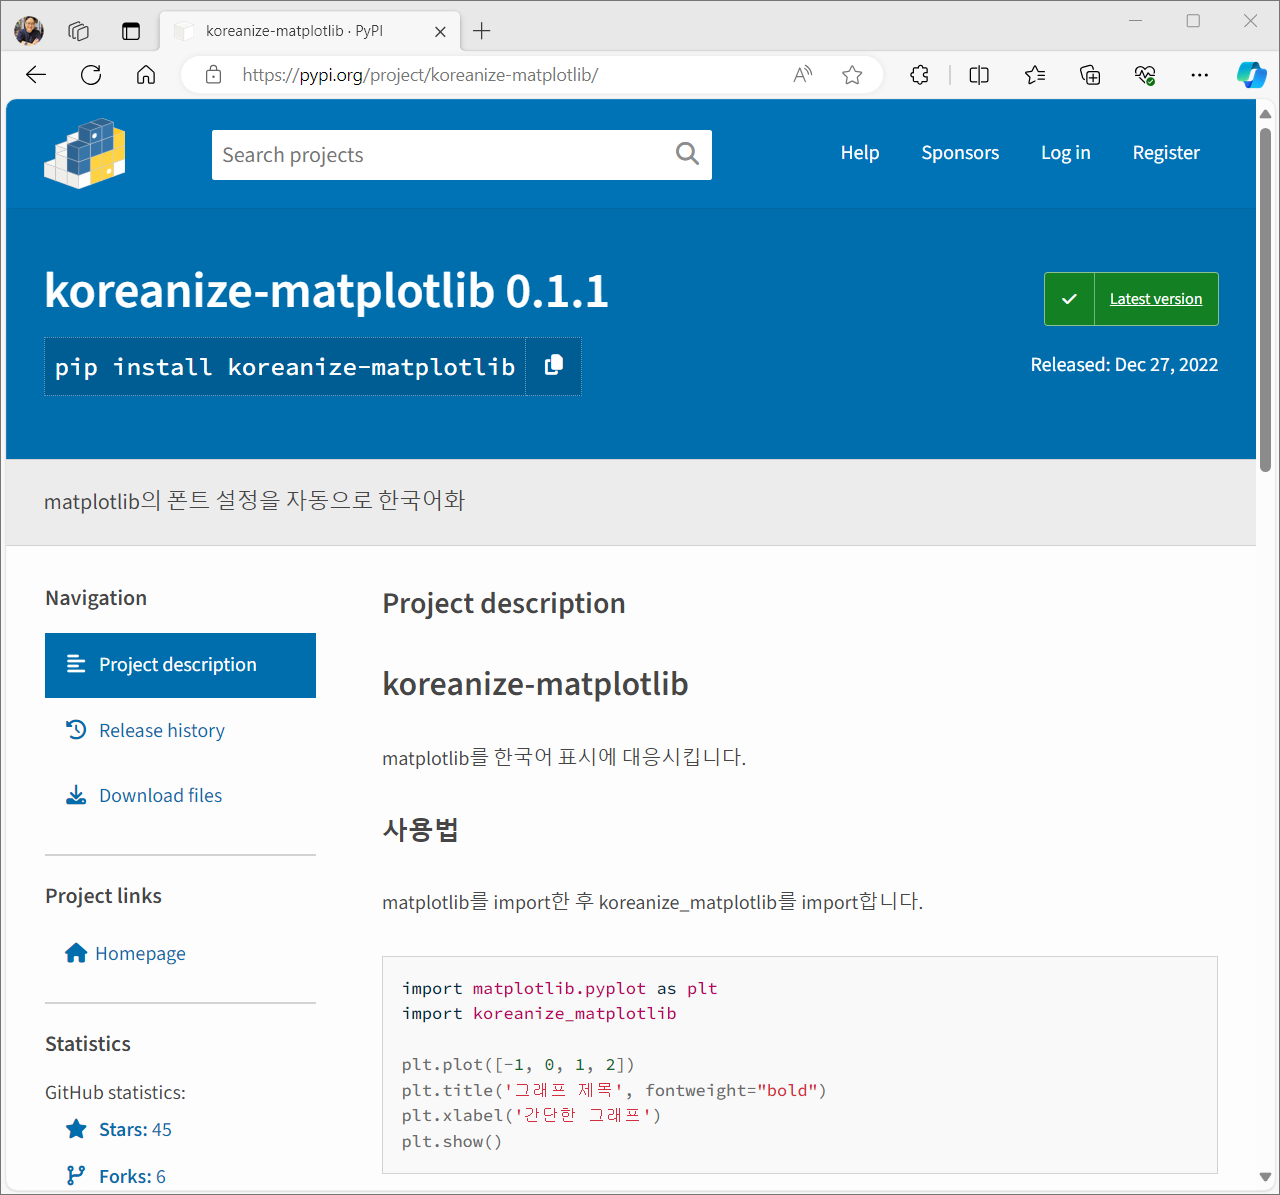 koreanize-matplotlib · PyPI
https://pypi.org/project/koreanize-matplotlib/
Search projects
Help
Sponsors
Log in
Register
koreanize-matplotlib 0.1.1
Latest version
pip install koreanize-matplotlib
Released: Dec 27, 2022
matplotlib의 폰트 설정을 자동으로 한국어화
Navigation
Project description
Release history
Download files
Project links
Homepage
Statistics
GitHub statistics:
Stars: 45
Forks: 6
Project description
koreanize-matplotlib
matplotlib를 한국어 표시에 대응시킵니다.
사용법
matplotlib를 import한 후 koreanize_matplotlib를 import합니다.
import matplotlib.pyplot as plt
import koreanize_matplotlib
plt.plot([-1, 0, 1, 2])
plt.title('그래프 제목', fontweight="bold")
plt.xlabel('간단한 그래프')
plt.show()